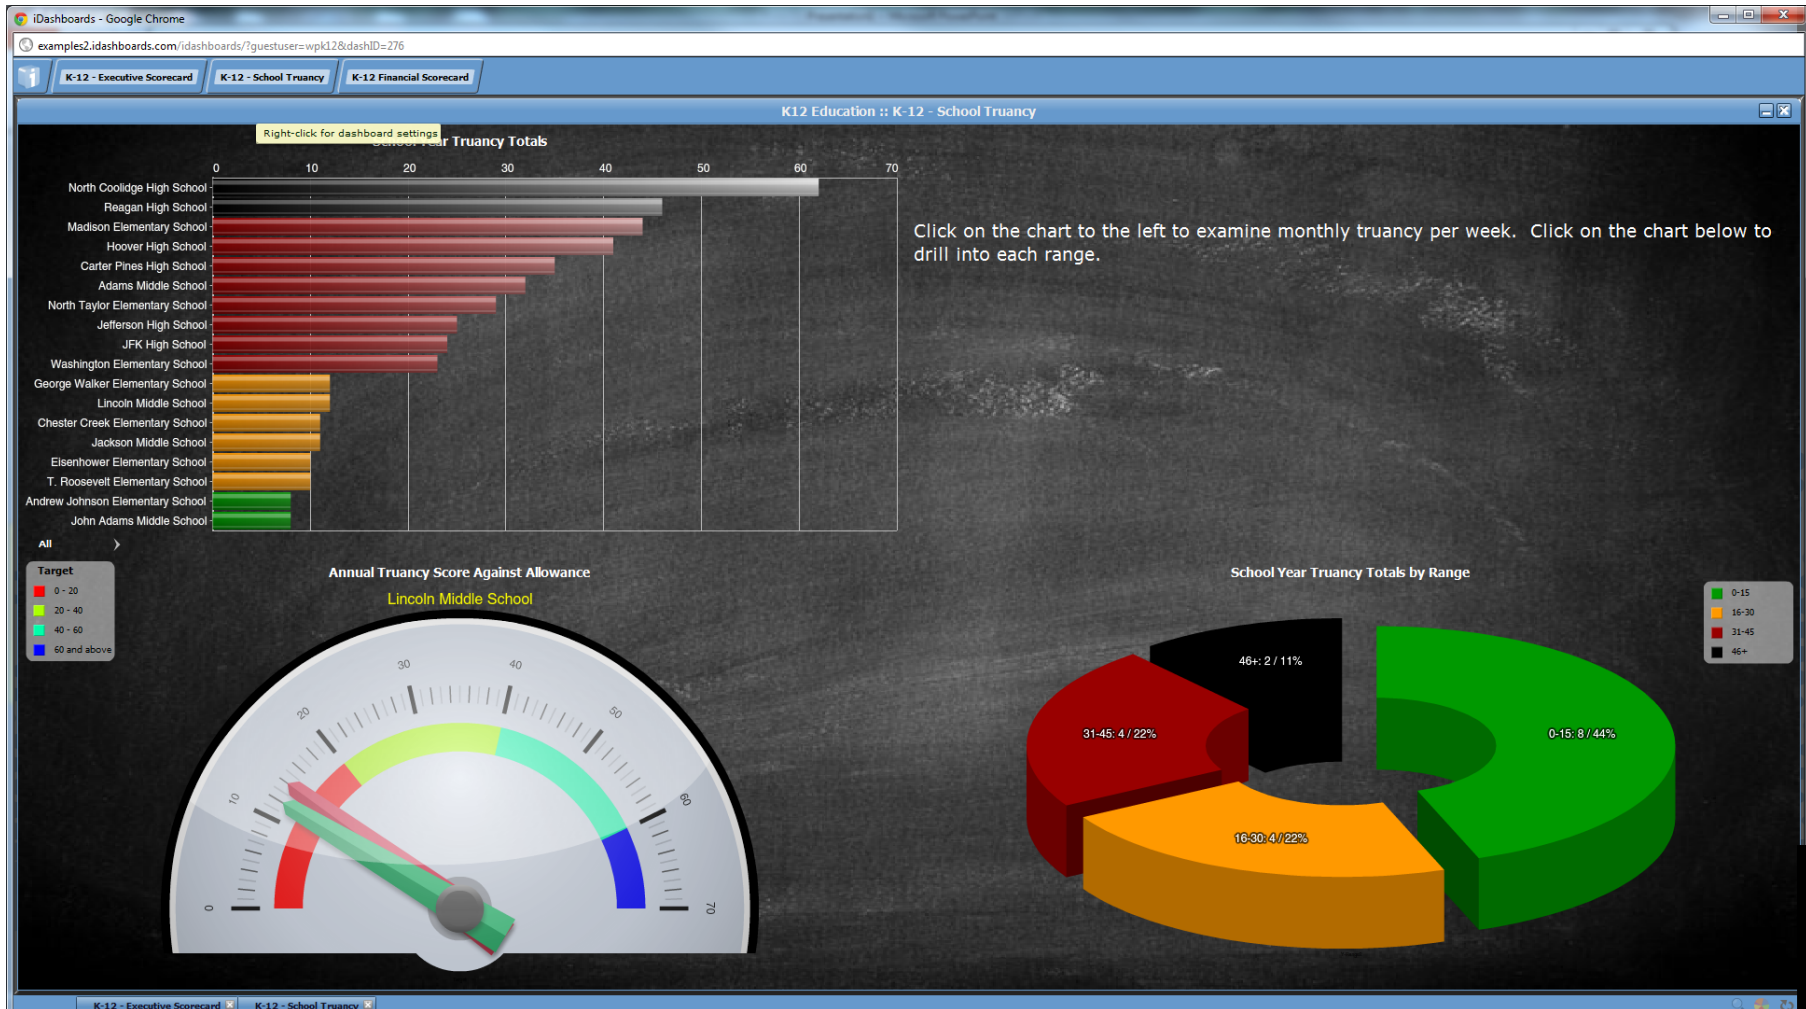 iDashboards - Google Chrome
examples2.idashboards.com/idashboards/?guestuser=wpk12&dashID=276
K-12 - Executive Scorecard
K-12 - School Truancy
K-12 Financial Scorecard
K12 Education :: K-12 - School Truancy
Right-click for dashboard settings
Truancy Totals
0 10 20 30 40 50 60 70
North Coolidge High School
Reagan High School
Madison Elementary School
Hoover High School
Carter Pines High School
Adams Middle School
North Taylor Elementary School
Jefferson High School
JFK High School
Washington Elementary School
George Walker Elementary School
Lincoln Middle School
Chester Creek Elementary School
Jackson Middle School
Eisenhower Elementary School
T. Roosevelt Elementary School
Andrew Johnson Elementary School
John Adams Middle School
Click on the chart to the left to examine monthly truancy per week. Click on the chart below to
drill into each range.
All
Target
0 - 20
20 - 40
40 - 60
60 and above
Annual Truancy Score Against Allowance
Lincoln Middle School
0 10 20 30 40 50 60 70
School Year Truancy Totals by Range
0-15
16-30
31-45
46+
46+: 2 / 11%
31-45: 4 / 22%
0-15: 8 / 44%
16-30: 4 / 22%
K-12 - Executive Scorecard
K-12 - School Truancy